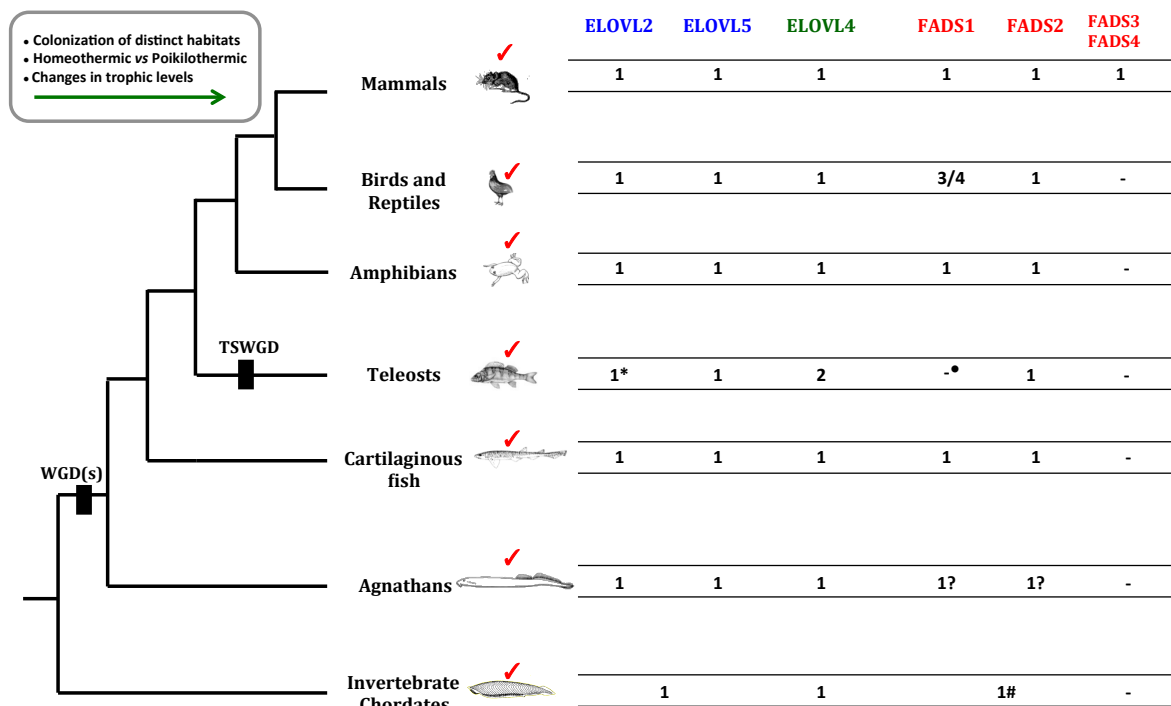 • Colonization of distinct habitats
• Homeothermic vs Poikilothermic
• Changes in trophic levels
ELOVL2 ELOVL5 ELOVL4 FADS1 FADS2 FADS3
FADS4
Mammals ✓ 1 1 1 1 1 1
Birds and
Reptiles ✓ 1 1 1 3/4 1 -
Amphibians ✓ 1 1 1 1 1 -
TSWGD
Teleosts ✓ 1* 1 2 -• 1 -
Cartilaginous
fish ✓ 1 1 1 1 1 -
WGD(s)
Agnathans ✓ 1 1 1 1? 1? -
Invertebrate
Chordates ✓ 1 1 1# -